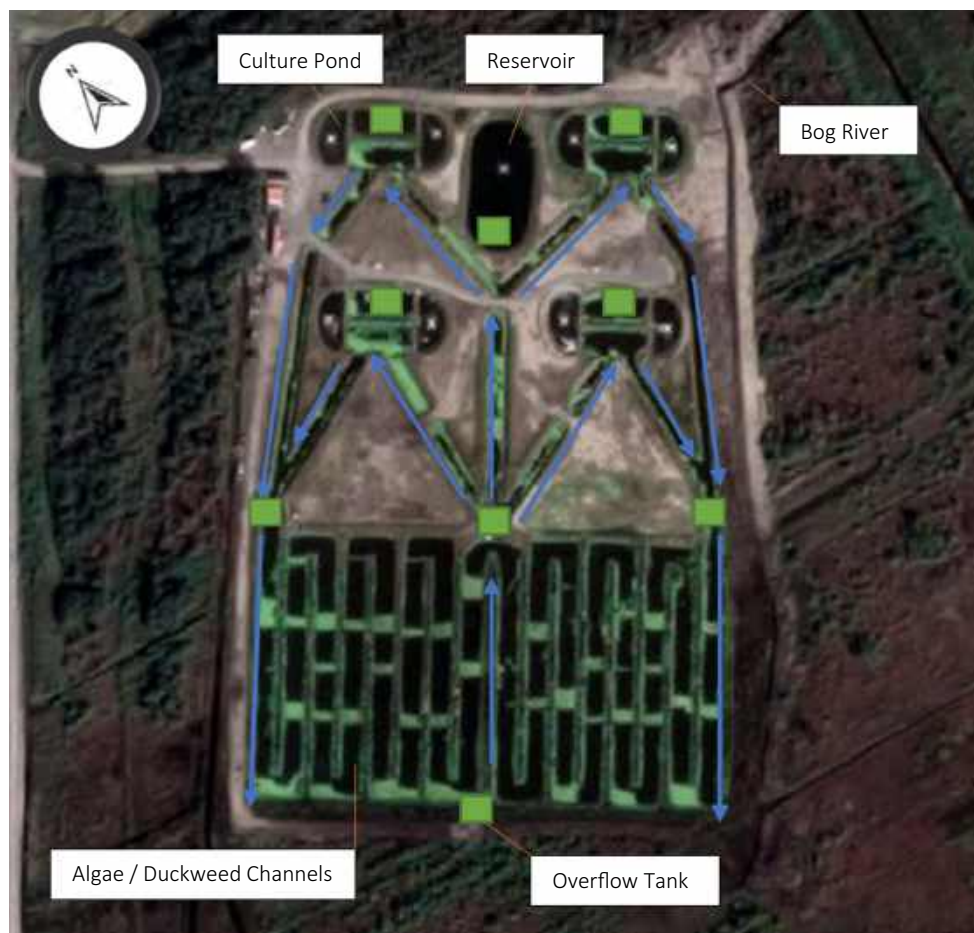 Culture Pond
Reservoir
Bog River
N
Algae / Duckweed Channels
Overflow Tank